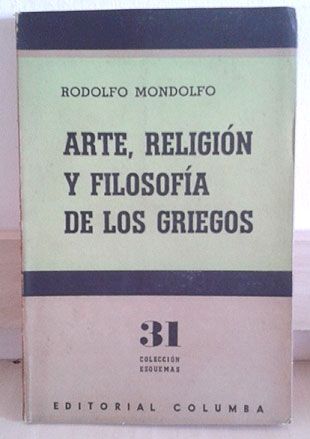 RODOLFO MONDOLFO
ARTE, RELIGIÓN
Y FILOSOFÍA
DE LOS GRIEGOS
31
COLECCIÓN
ESQUEMAS
EDITORIAL COLUMBA